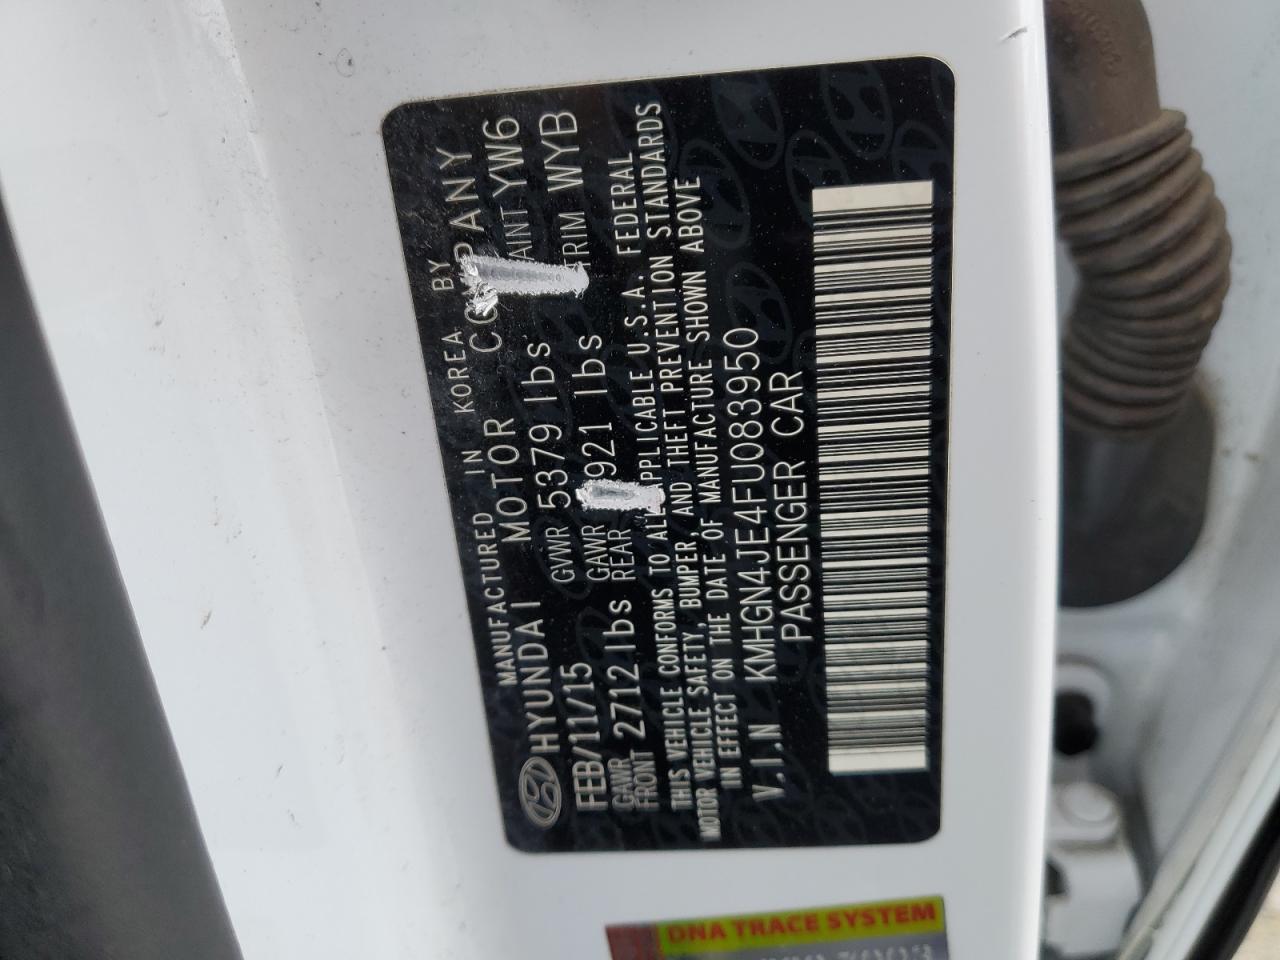 MANUFACTURED IN KOREA BY
HYUNDAI MOTOR COMPANY
FEB/11/15 GVWR 5379 lbs PAINT YW6
GAWR FRONT 2712 lbs GAWR REAR 921 lbs TRIM WYB
THIS VEHICLE CONFORMS TO ALL APPLICABLE U.S.A. FEDERAL
MOTOR VEHICLE SAFETY, BUMPER, AND THEFT PREVENTION STANDARDS
IN EFFECT ON THE DATE OF MANUFACTURE SHOWN ABOVE
V.I.N KMHGN4JE4FU083950
PASSENGER CAR
DNA TRACE SYSTEM